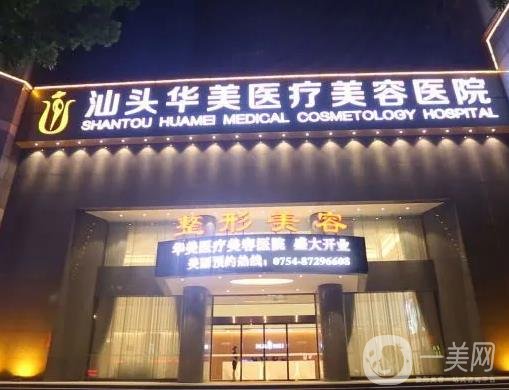 汕头华美医疗美容医院
SHANTOU HUAMEI MEDICAL COSMETOLOGY HOSPITAL
整形美容
华美医疗美容医院 盛大开业
美丽预约热线:0754-87296608
HUAMEI
一美网